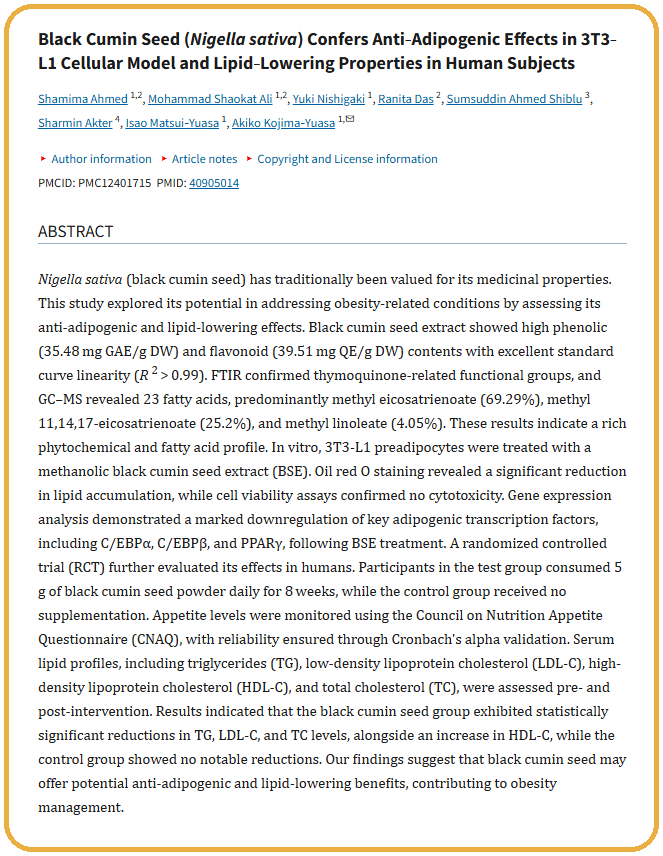 Black Cumin Seed (Nigella sativa) Confers Anti‐Adipogenic Effects in 3T3‐
L1 Cellular Model and Lipid‐Lowering Properties in Human Subjects
Shamima Ahmed 1,2, Mohammad Shaokat Ali 1,2, Yuki Nishigaki 1, Ranita Das 2, Sumsuddin Ahmed Shiblu 3,
Sharmin Akter 4, Isao Matsui‐Yuasa 1, Akiko Kojima‐Yuasa 1,✉
▸ Author information ▸ Article notes ▸ Copyright and License information
PMCID: PMC12401715 PMID: 40905014
ABSTRACT
Nigella sativa (black cumin seed) has traditionally been valued for its medicinal properties.
This study explored its potential in addressing obesity-related conditions by assessing its
anti-adipogenic and lipid-lowering effects. Black cumin seed extract showed high phenolic
(35.48 mg GAE/g DW) and flavonoid (39.51 mg QE/g DW) contents with excellent standard
curve linearity (R 2 > 0.99). FTIR confirmed thymoquinone-related functional groups, and
GC–MS revealed 23 fatty acids, predominantly methyl eicosatrienoate (69.29%), methyl
11,14,17-eicosatrienoate (25.2%), and methyl linoleate (4.05%). These results indicate a rich
phytochemical and fatty acid profile. In vitro, 3T3-L1 preadipocytes were treated with a
methanolic black cumin seed extract (BSE). Oil red O staining revealed a significant reduction
in lipid accumulation, while cell viability assays confirmed no cytotoxicity. Gene expression
analysis demonstrated a marked downregulation of key adipogenic transcription factors,
including C/EBPα, C/EBPβ, and PPARγ, following BSE treatment. A randomized controlled
trial (RCT) further evaluated its effects in humans. Participants in the test group consumed 5
g of black cumin seed powder daily for 8 weeks, while the control group received no
supplementation. Appetite levels were monitored using the Council on Nutrition Appetite
Questionnaire (CNAQ), with reliability ensured through Cronbach's alpha validation. Serum
lipid profiles, including triglycerides (TG), low-density lipoprotein cholesterol (LDL-C), high-
density lipoprotein cholesterol (HDL-C), and total cholesterol (TC), were assessed pre- and
post-intervention. Results indicated that the black cumin seed group exhibited statistically
significant reductions in TG, LDL-C, and TC levels, alongside an increase in HDL-C, while the
control group showed no notable reductions. Our findings suggest that black cumin seed may
offer potential anti-adipogenic and lipid-lowering benefits, contributing to obesity
management.